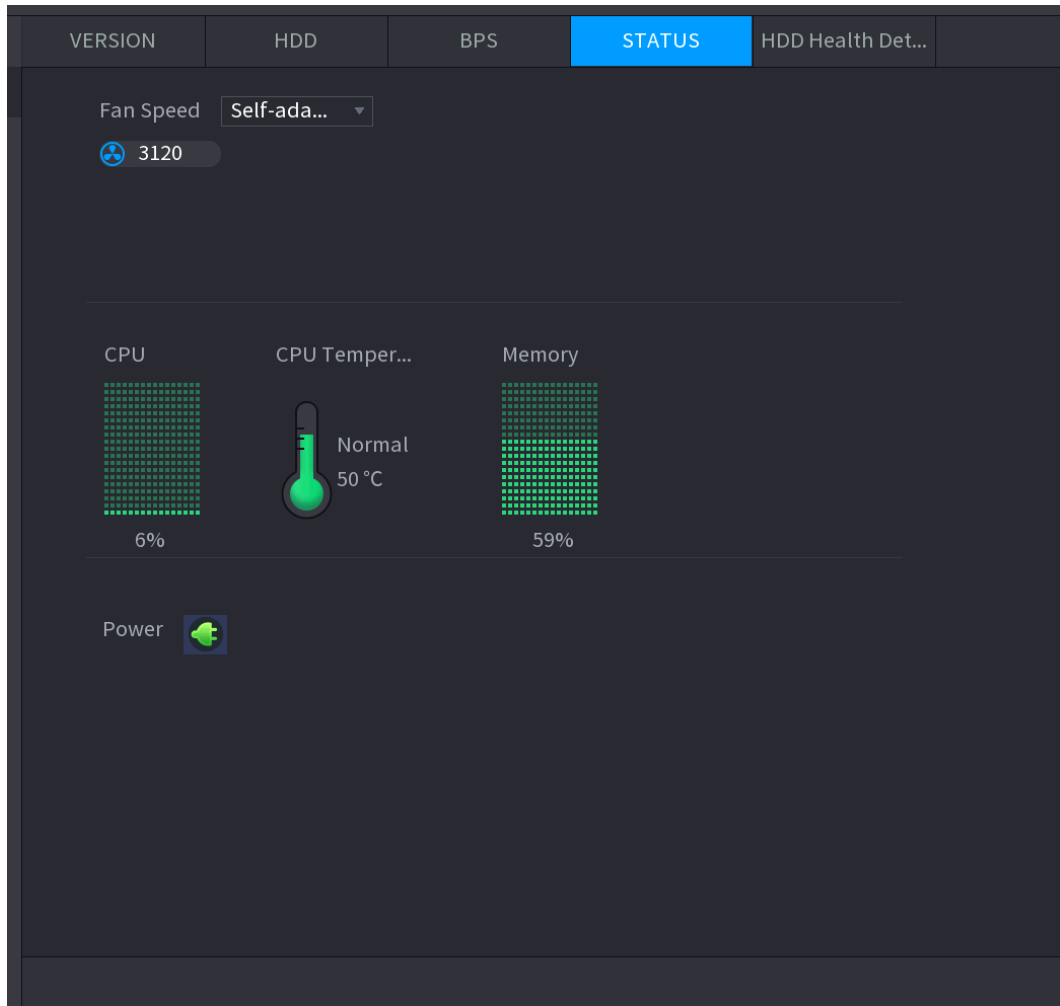 VERSION HDD BPS STATUS HDD Health Det...
Fan Speed Self-ada...
3120
CPU CPU Temper... Memory
Normal
50 °C
6% 59%
Power